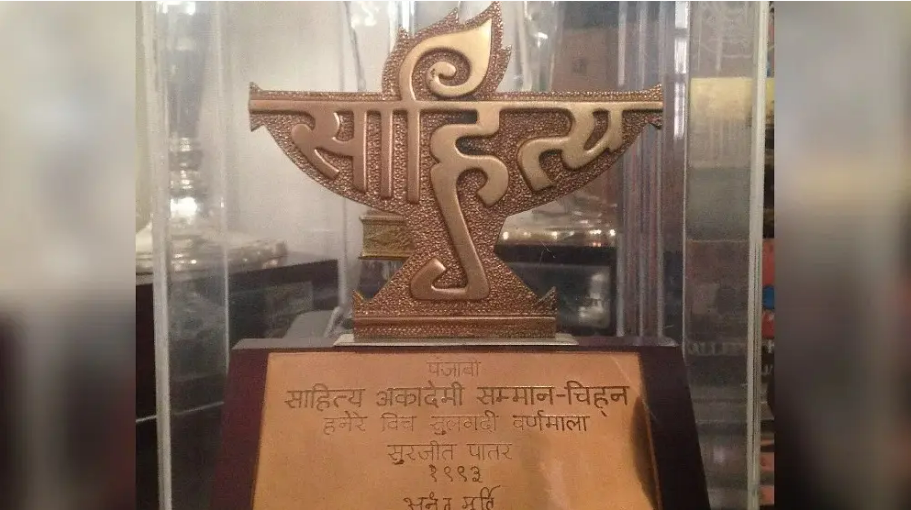 साहित्य
पंजाबी
साहित्य अकादेमी सम्मान-चिह्न
हनेरे विच सुलगदी वर्णमाला
सुरजीत पातर
१९९३